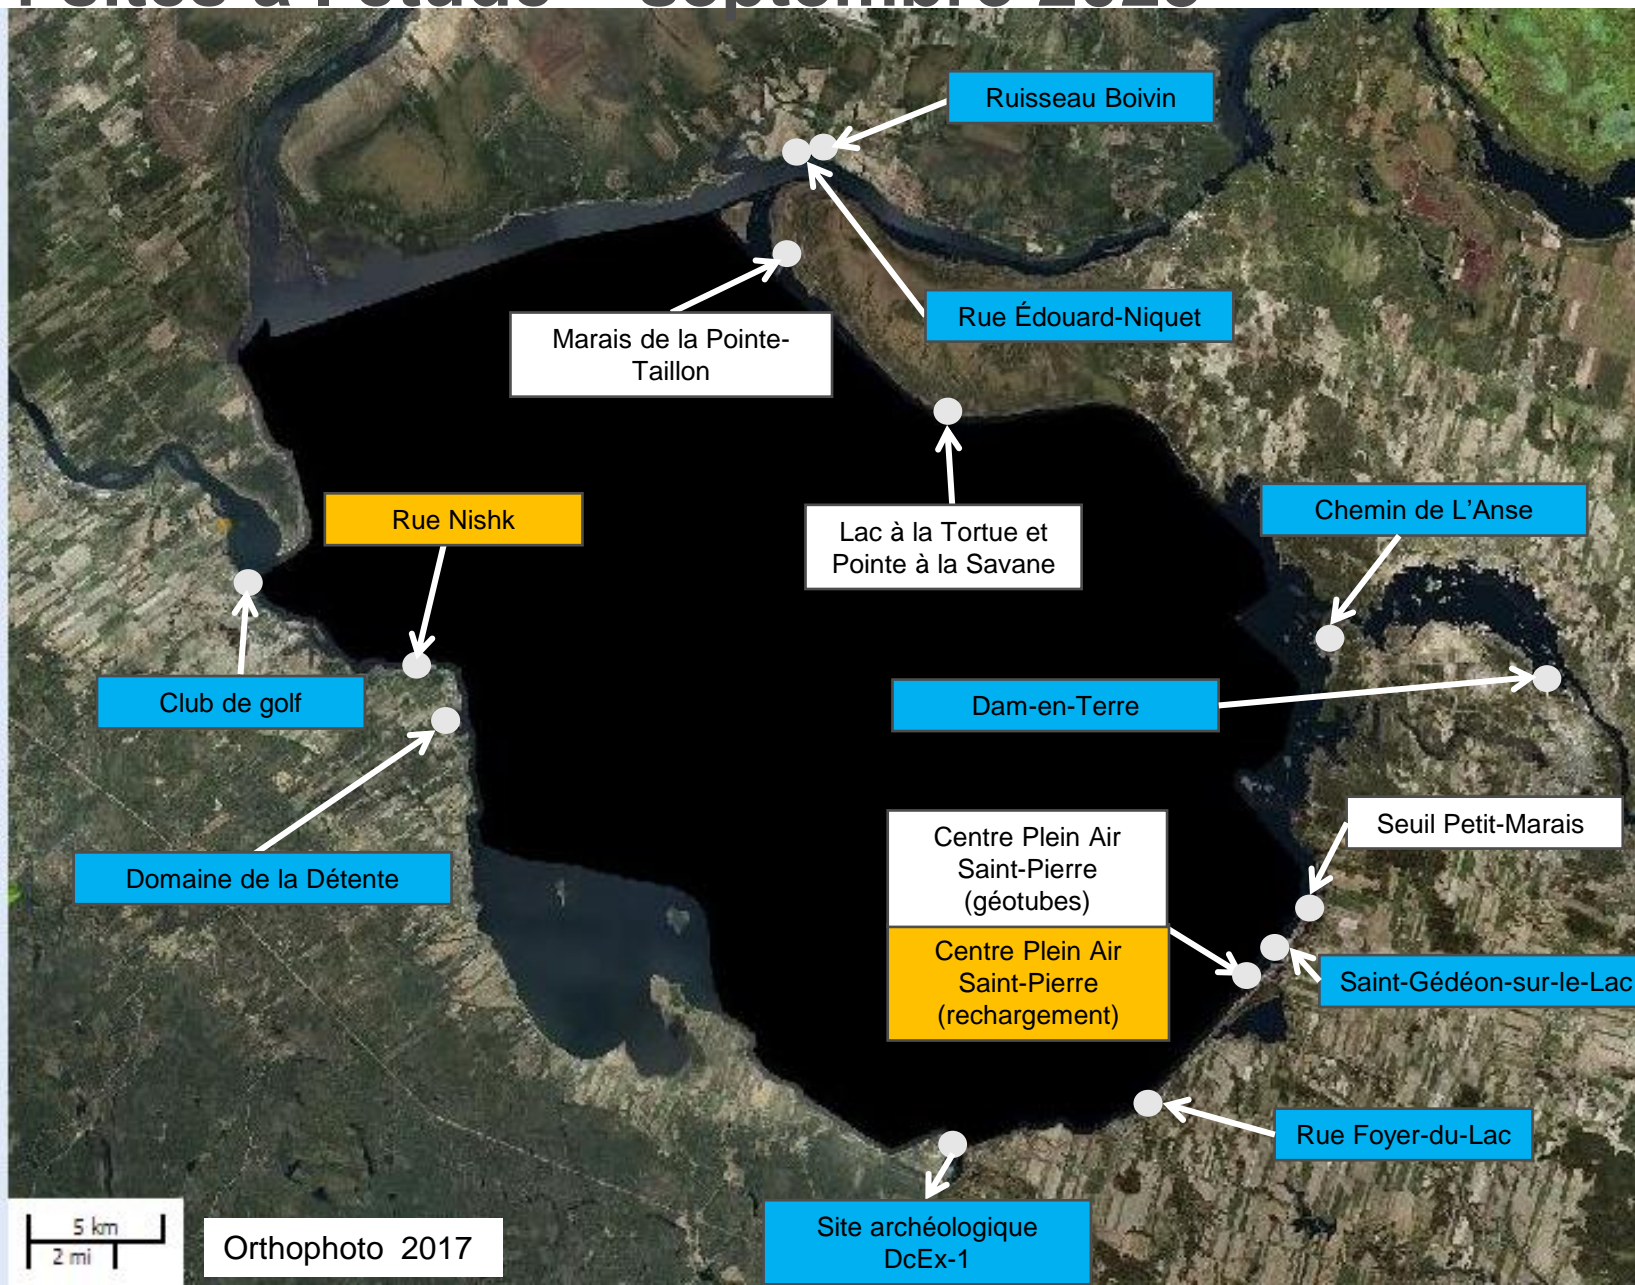 septembre 2023
Ruisseau Boivin
Rue Édouard-Niquet
Marais de la Pointe-
Taillon
Rue Nishk
Lac à la Tortue et
Pointe à la Savane
Chemin de L'Anse
Club de golf
Dam-en-Terre
Domaine de la Détente
Seuil Petit-Marais
Centre Plein Air
Saint-Pierre
(géotubes)
Centre Plein Air
Saint-Pierre
(rechargement)
Saint-Gédéon-sur-le-Lac
Rue Foyer-du-Lac
Site archéologique
DcEx-1
5 km
2 mi
Orthophoto 2017